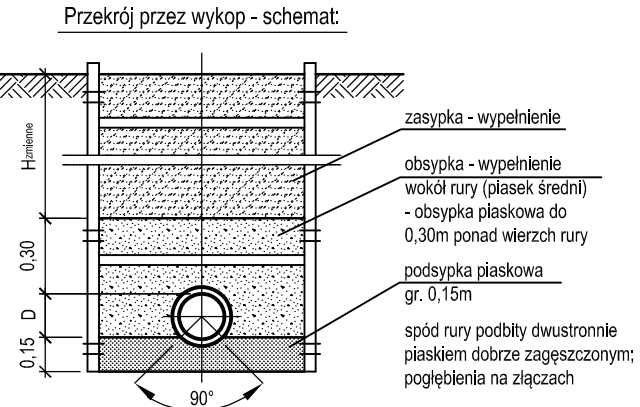 Przekrój przez wykop - schemat:
Hzmienne
0,30
D
0,15
90°
zasypka - wypełnienie
obsypka - wypełnienie
wokół rury (piasek średni)
- obsypka piaskowa do
0,30m ponad wierzch rury
podsypka piaskowa
gr. 0,15m
spód rury podbity dwustronnie
piaskiem dobrze zagęszczonym;
pogłębienia na złączach